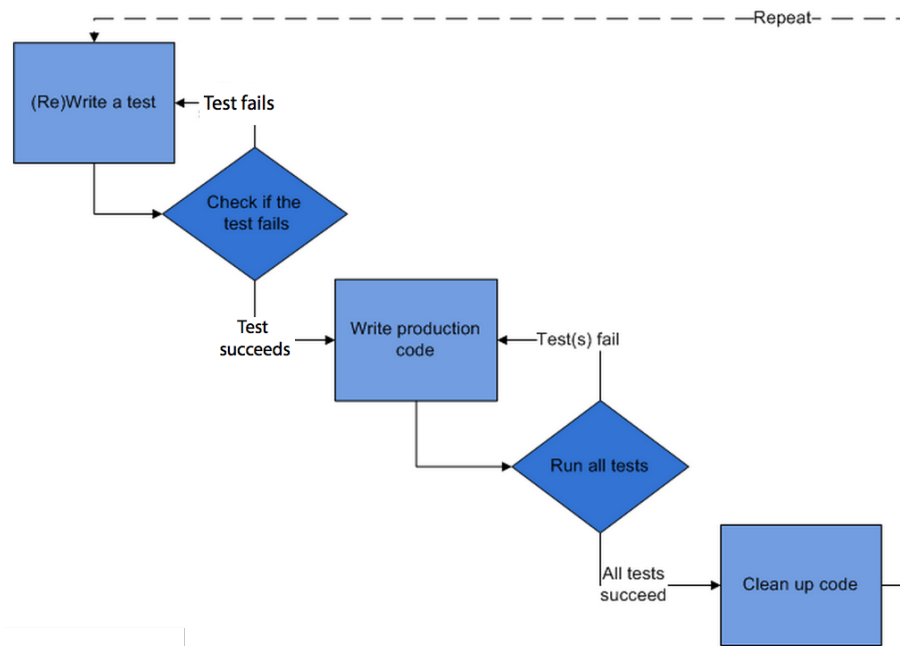 Repeat
(Re)Write a test
Test fails
Check if the
test fails
Test
succeeds
Write production
code
Test(s) fail
Run all tests
All tests
succeed
Clean up code